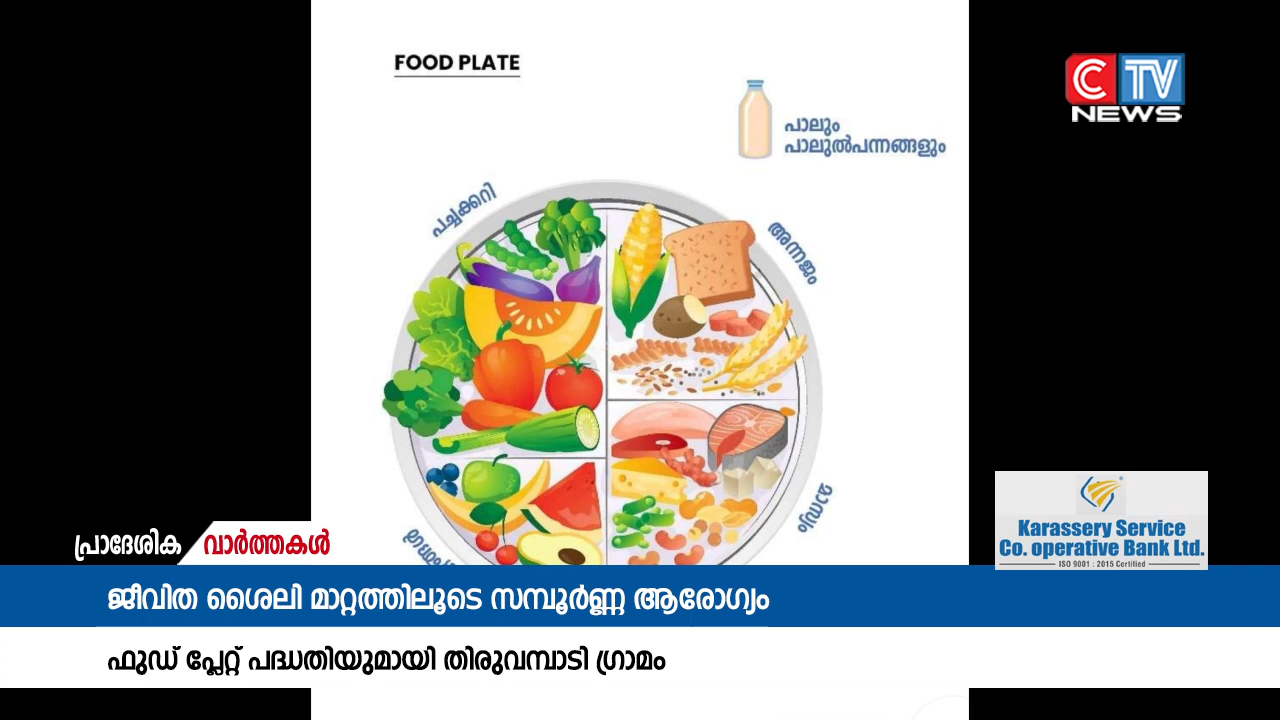 FOOD PLATE
C TV
NEWS
പാലും
പാലുൽപന്നങ്ങളും
പച്ചക്കറി
അന്നജം
Karassery Service
Co. operative Bank Ltd.
ISO 9001 : 2015 Certified
പ്രാദേശിക വാർത്തകൾ
ജീവിത ശൈലി മാറ്റത്തിലൂടെ സമ്പൂർണ്ണ ആരോഗ്യം
ഫുഡ് പ്ലേറ്റ് പദ്ധതിയുമായി തിരുവമ്പാടി ഗ്രാമം